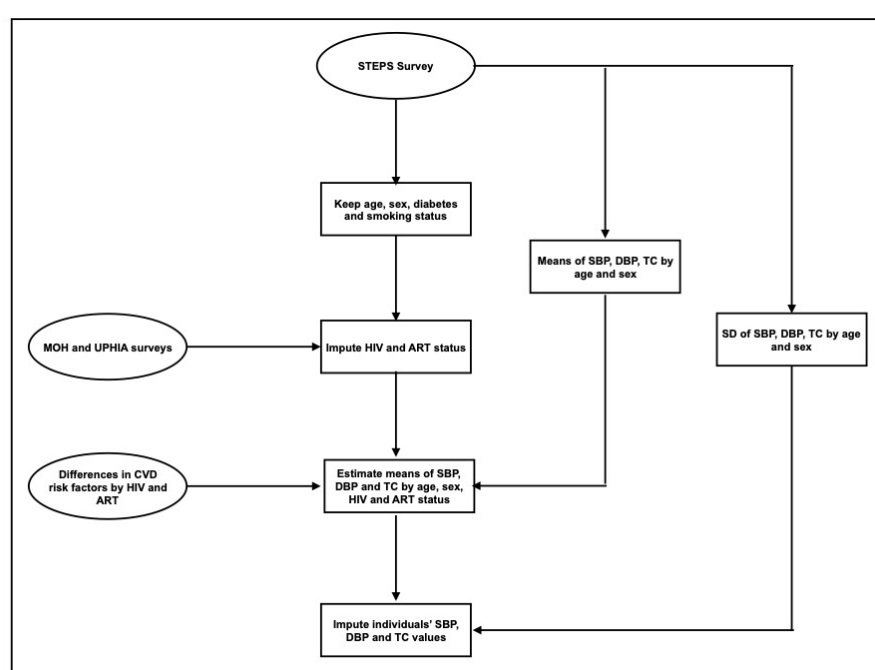 STEPS Survey
Keep age, sex, diabetes
and smoking status
Means of SBP, DBP, TC by
age and sex
SD of SBP, DBP, TC by age
and sex
MOH and UPHIA surveys
Impute HIV and ART status
Differences in CVD
risk factors by HIV and
ART
Estimate means of SBP,
DBP and TC by age, sex,
HIV and ART status
Impute individuals' SBP,
DBP and TC values